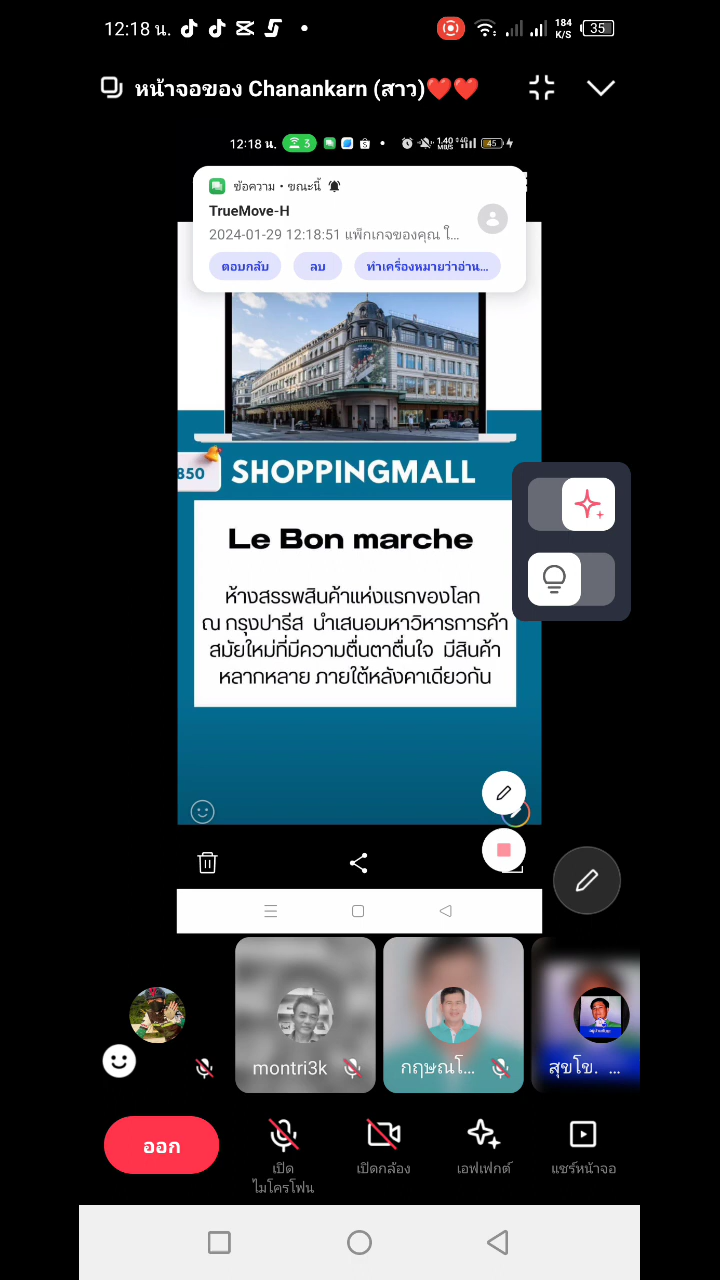 12:18 น.
184
K/S
35
หน้าจอของ Chanankarn (สาว)❤️❤️
12:18 น.
3
1.40
MB/S
45
ข้อความ • ขณะนี้
TrueMove-H
2024-01-29 12:18:51 แพ็กเกจของคุณ ใ...
ตอบกลับ
ลบ
ทำเครื่องหมายว่าอ่าน...
850
SHOPPINGMALL
Le Bon marche
ห้างสรรพสินค้าแห่งแรกของโลก
ณ กรุงปารีส นำเสนอมหาวิหารการค้า
สมัยใหม่ที่มีความตื่นตาตื่นใจ มีสินค้า
หลากหลาย ภายใต้หลังคาเดียวกัน
montri3k
กฤษณโ...
สุขโข. ...
ออก
เปิด
ไมโครโฟน
เปิดกล้อง
เอฟเฟกต์
แชร์หน้าจอ